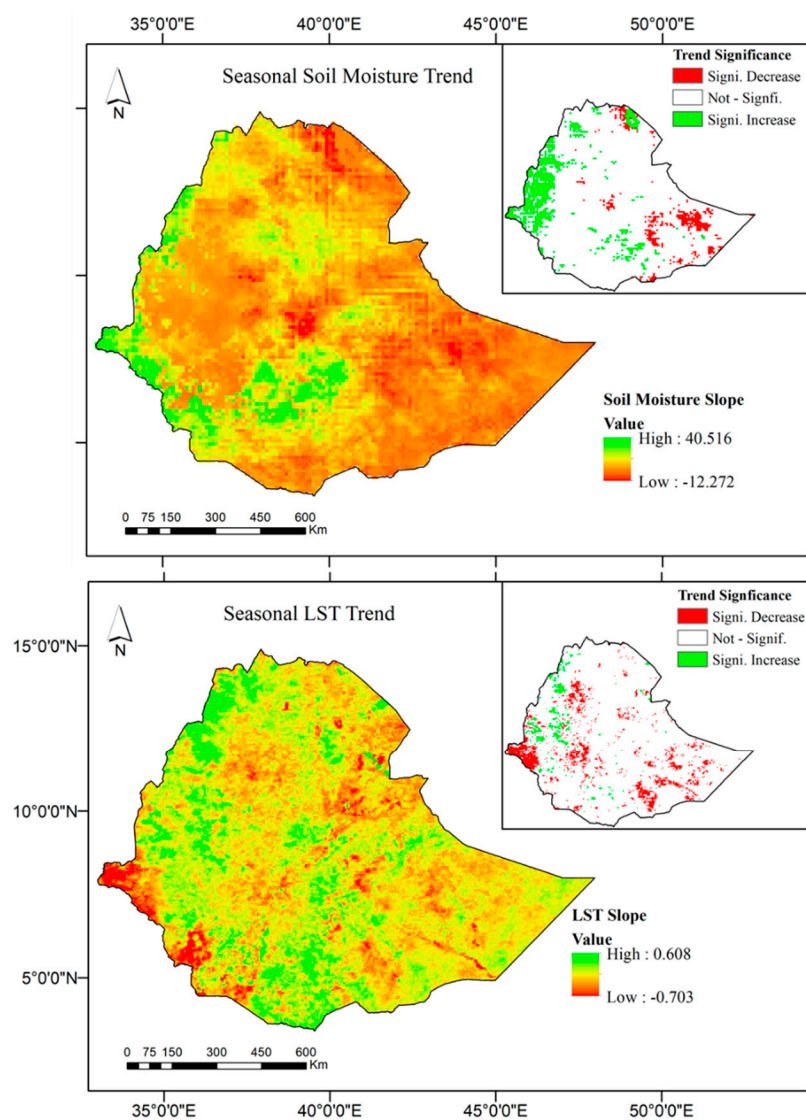 35°0'0"E 40°0'0"E 45°0'0"E 50°0'0"E
Seasonal Soil Moisture Trend
N
Trend Significance
Signi. Decrease
Not - Signfi.
Signi. Increase
Soil Moisture Slope
Value
High : 40.516
Low : -12.272
0 75 150 300 450 600
Km
Seasonal LST Trend
N
Trend Signficance
Signi. Decrease
Not - Signif.
Signi. Increase
15°0'0"N
10°0'0"N
5°0'0"N
LST Slope
Value
High : 0.608
Low : -0.703
0 75 150 300 450 600
Km
35°0'0"E 40°0'0"E 45°0'0"E 50°0'0"E